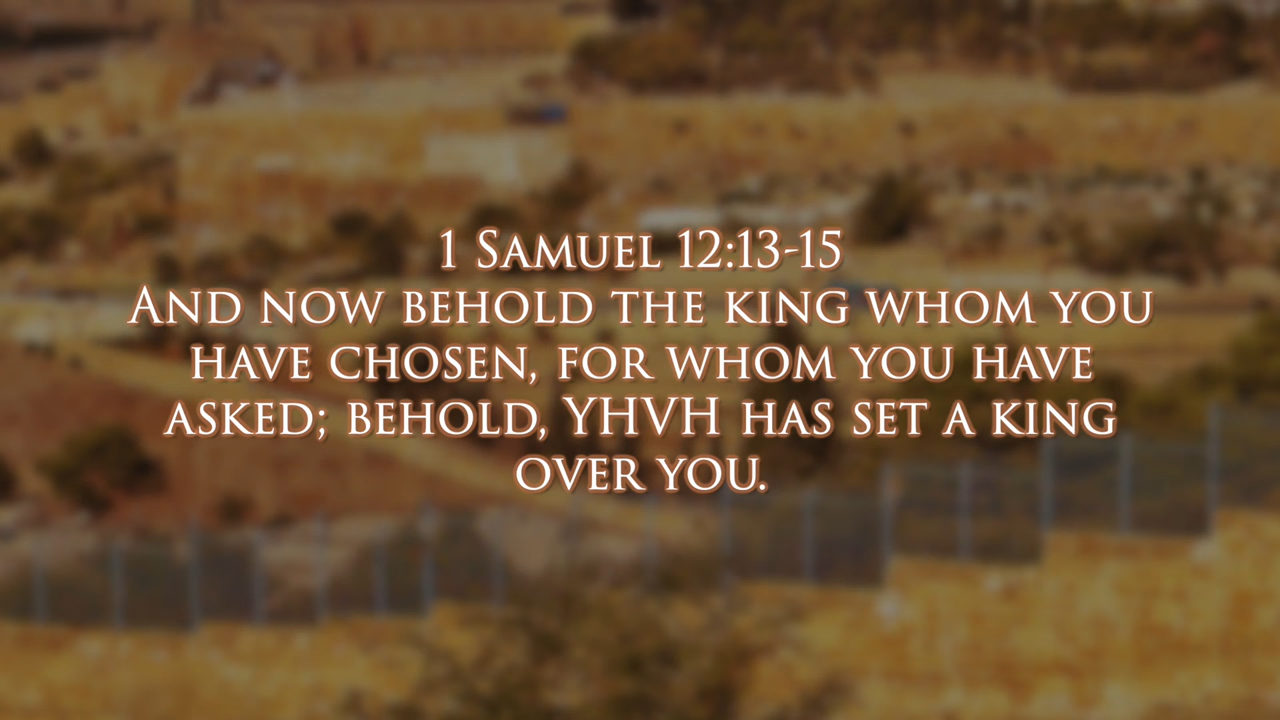 1 Samuel 12:13-15
And now behold the king whom you
have chosen, for whom you have
asked; behold, YHVH has set a king
over you.